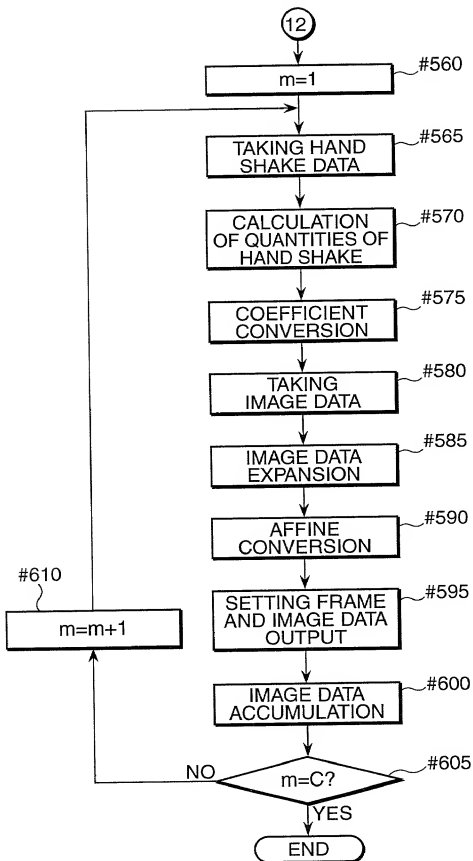 12
#560
m=1
#565
TAKING HAND
SHAKE DATA
#570
CALCULATION
OF QUANTITIES OF
HAND SHAKE
#575
COEFFICIENT
CONVERSION
#580
TAKING
IMAGE DATA
#585
IMAGE DATA
EXPANSION
#590
AFFINE
CONVERSION
#595
SETTING FRAME
AND IMAGE DATA
OUTPUT
#610
m=m+1
#600
IMAGE DATA
ACCUMULATION
#605
m=C?
NO
YES
END